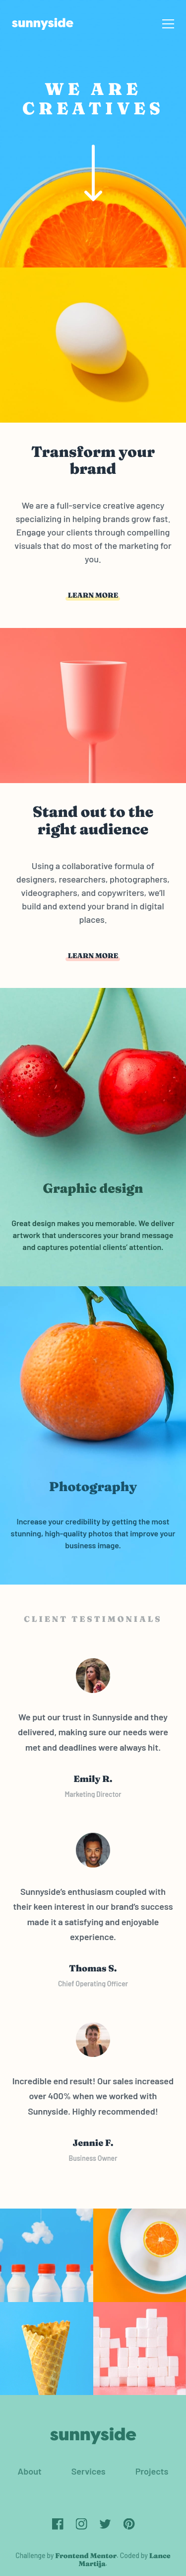 sunnyside
WE ARE
CREATIVES
Transform your
brand
We are a full-service creative agency
specializing in helping brands grow fast.
Engage your clients through compelling
visuals that do most of the marketing for
you.
LEARN MORE
Stand out to the
right audience
Using a collaborative formula of
designers, researchers, photographers,
videographers, and copywriters, we’ll
build and extend your brand in digital
places.
LEARN MORE
Graphic design
Great design makes you memorable. We deliver
artwork that underscores your brand message
and captures potential clients’ attention.
Photography
Increase your credibility by getting the most
stunning, high-quality photos that improve your
business image.
CLIENT TESTIMONIALS
We put our trust in Sunnyside and they
delivered, making sure our needs were
met and deadlines were always hit.
Emily R.
Marketing Director
Sunnyside’s enthusiasm coupled with
their keen interest in our brand’s success
made it a satisfying and enjoyable
experience.
Thomas S.
Chief Operating Officer
Incredible end result! Our sales increased
over 400% when we worked with
Sunnyside. Highly recommended!
Jennie F.
Business Owner
sunnyside
About Services Projects
Challenge by Frontend Mentor. Coded by Lance
Martija.